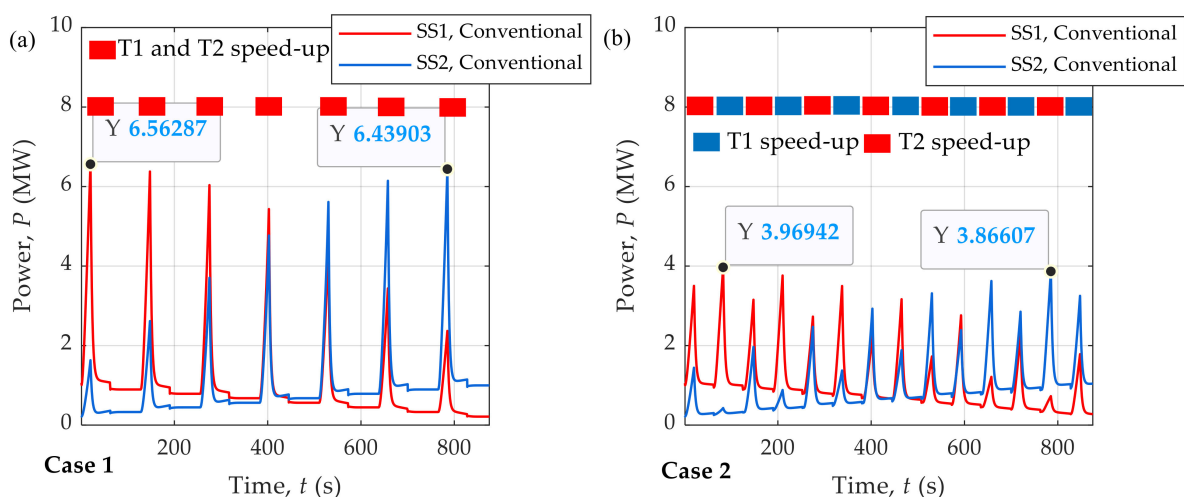 (a)
10
8
6
4
2
0
200
400
600
800
Power, P (MW)
Time, t (s)
T1 and T2 speed-up
SS1, Conventional
SS2, Conventional
Y 6.56287
Y 6.43903
Case 1
(b)
10
8
6
4
2
0
200
400
600
800
Power, P (MW)
Time, t (s)
SS1, Conventional
SS2, Conventional
T1 speed-up
T2 speed-up
Y 3.96942
Y 3.86607
Case 2